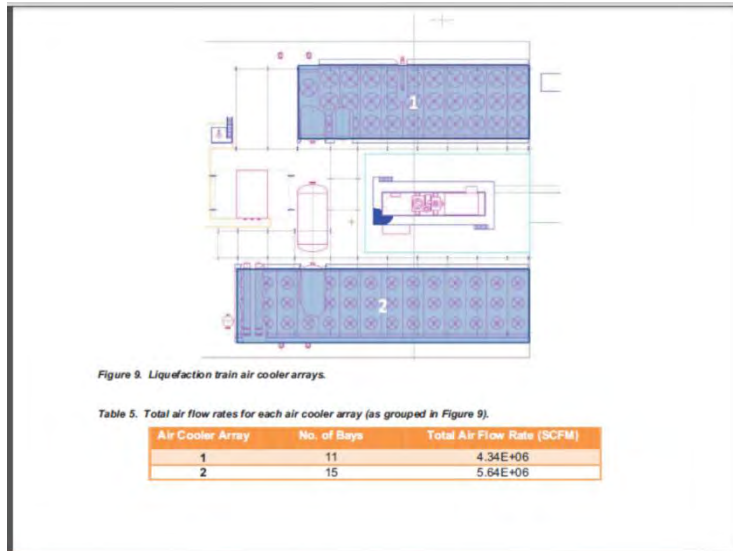 1
2
Figure 9. Liquefaction train air cooler arrays.
Table 5. Total air flow rates for each air cooler array (as grouped in Figure 9).
Air Cooler Array No. of Bays Total Air Flow Rate (SCFM)
1 11 4.34E+06
2 15 5.64E+06